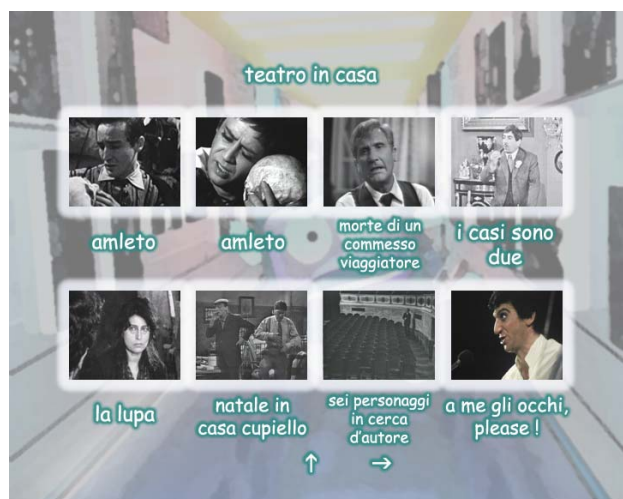 teatro in casa
amleto
amleto
morte di un
commesso
viaggiatore
i casi sono
due
la lupa
natale in
casa cupiello
sei personaggi
in cerca
d'autore
a me gli occhi,
please !
↑ →